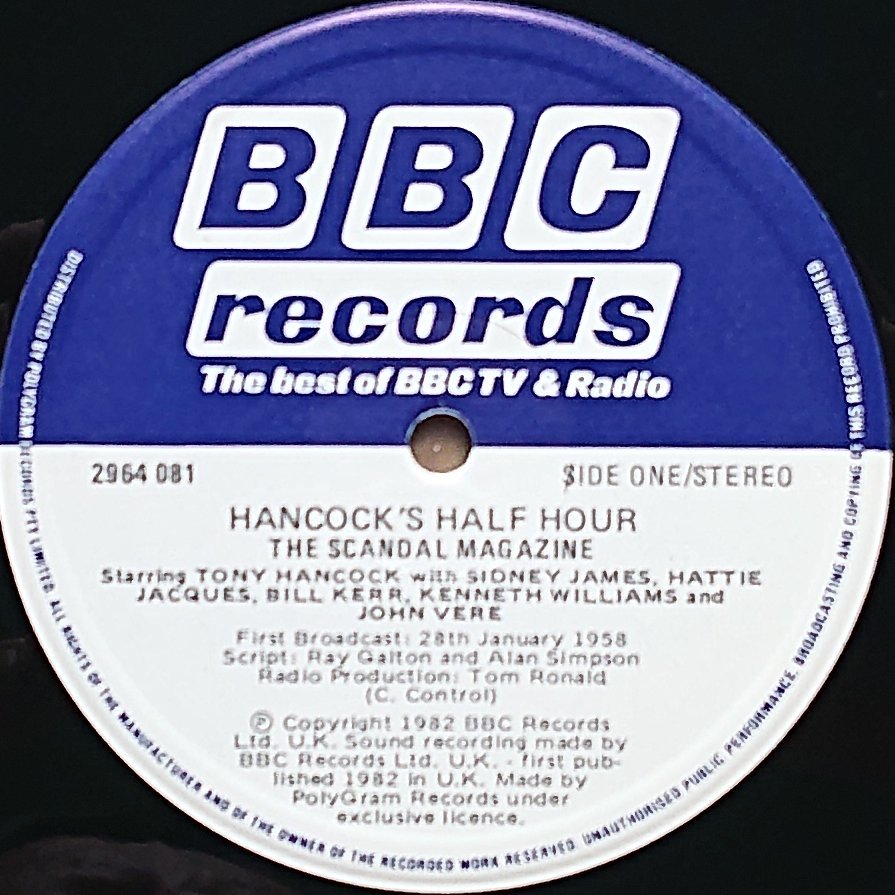 BBC
records
The best of BBC TV & Radio
2964 081
SIDE ONE/STEREO
HANCOCK'S HALF HOUR
THE SCANDAL MAGAZINE
Starring TONY HANCOCK with SIDNEY JAMES, HATTIE
JACQUES, BILL KERR, KENNETH WILLIAMS and
JOHN VERE
First Broadcast: 28th January 1958
Script: Ray Galton and Alan Simpson
Radio Production: Tom Ronald
(C. Control)
Ⓟ Copyright 1982 BBC Records
Ltd. U.K. Sound recording made by
BBC Records Ltd. U.K. - first pub-
lished 1982 in U.K. Made by
PolyGram Records under
exclusive licence.
DISTRIBUTED BY POLYGRAM RECORDS PTY LIMITED. ALL RIGHTS OF THE MANUFACTURER AND OF THE OWNER OF THE RECORDED WORK RESERVED. UNAUTHORISED PUBLIC PERFORMANCE, BROADCASTING AND COPYING OF THIS RECORD PROHIBITED